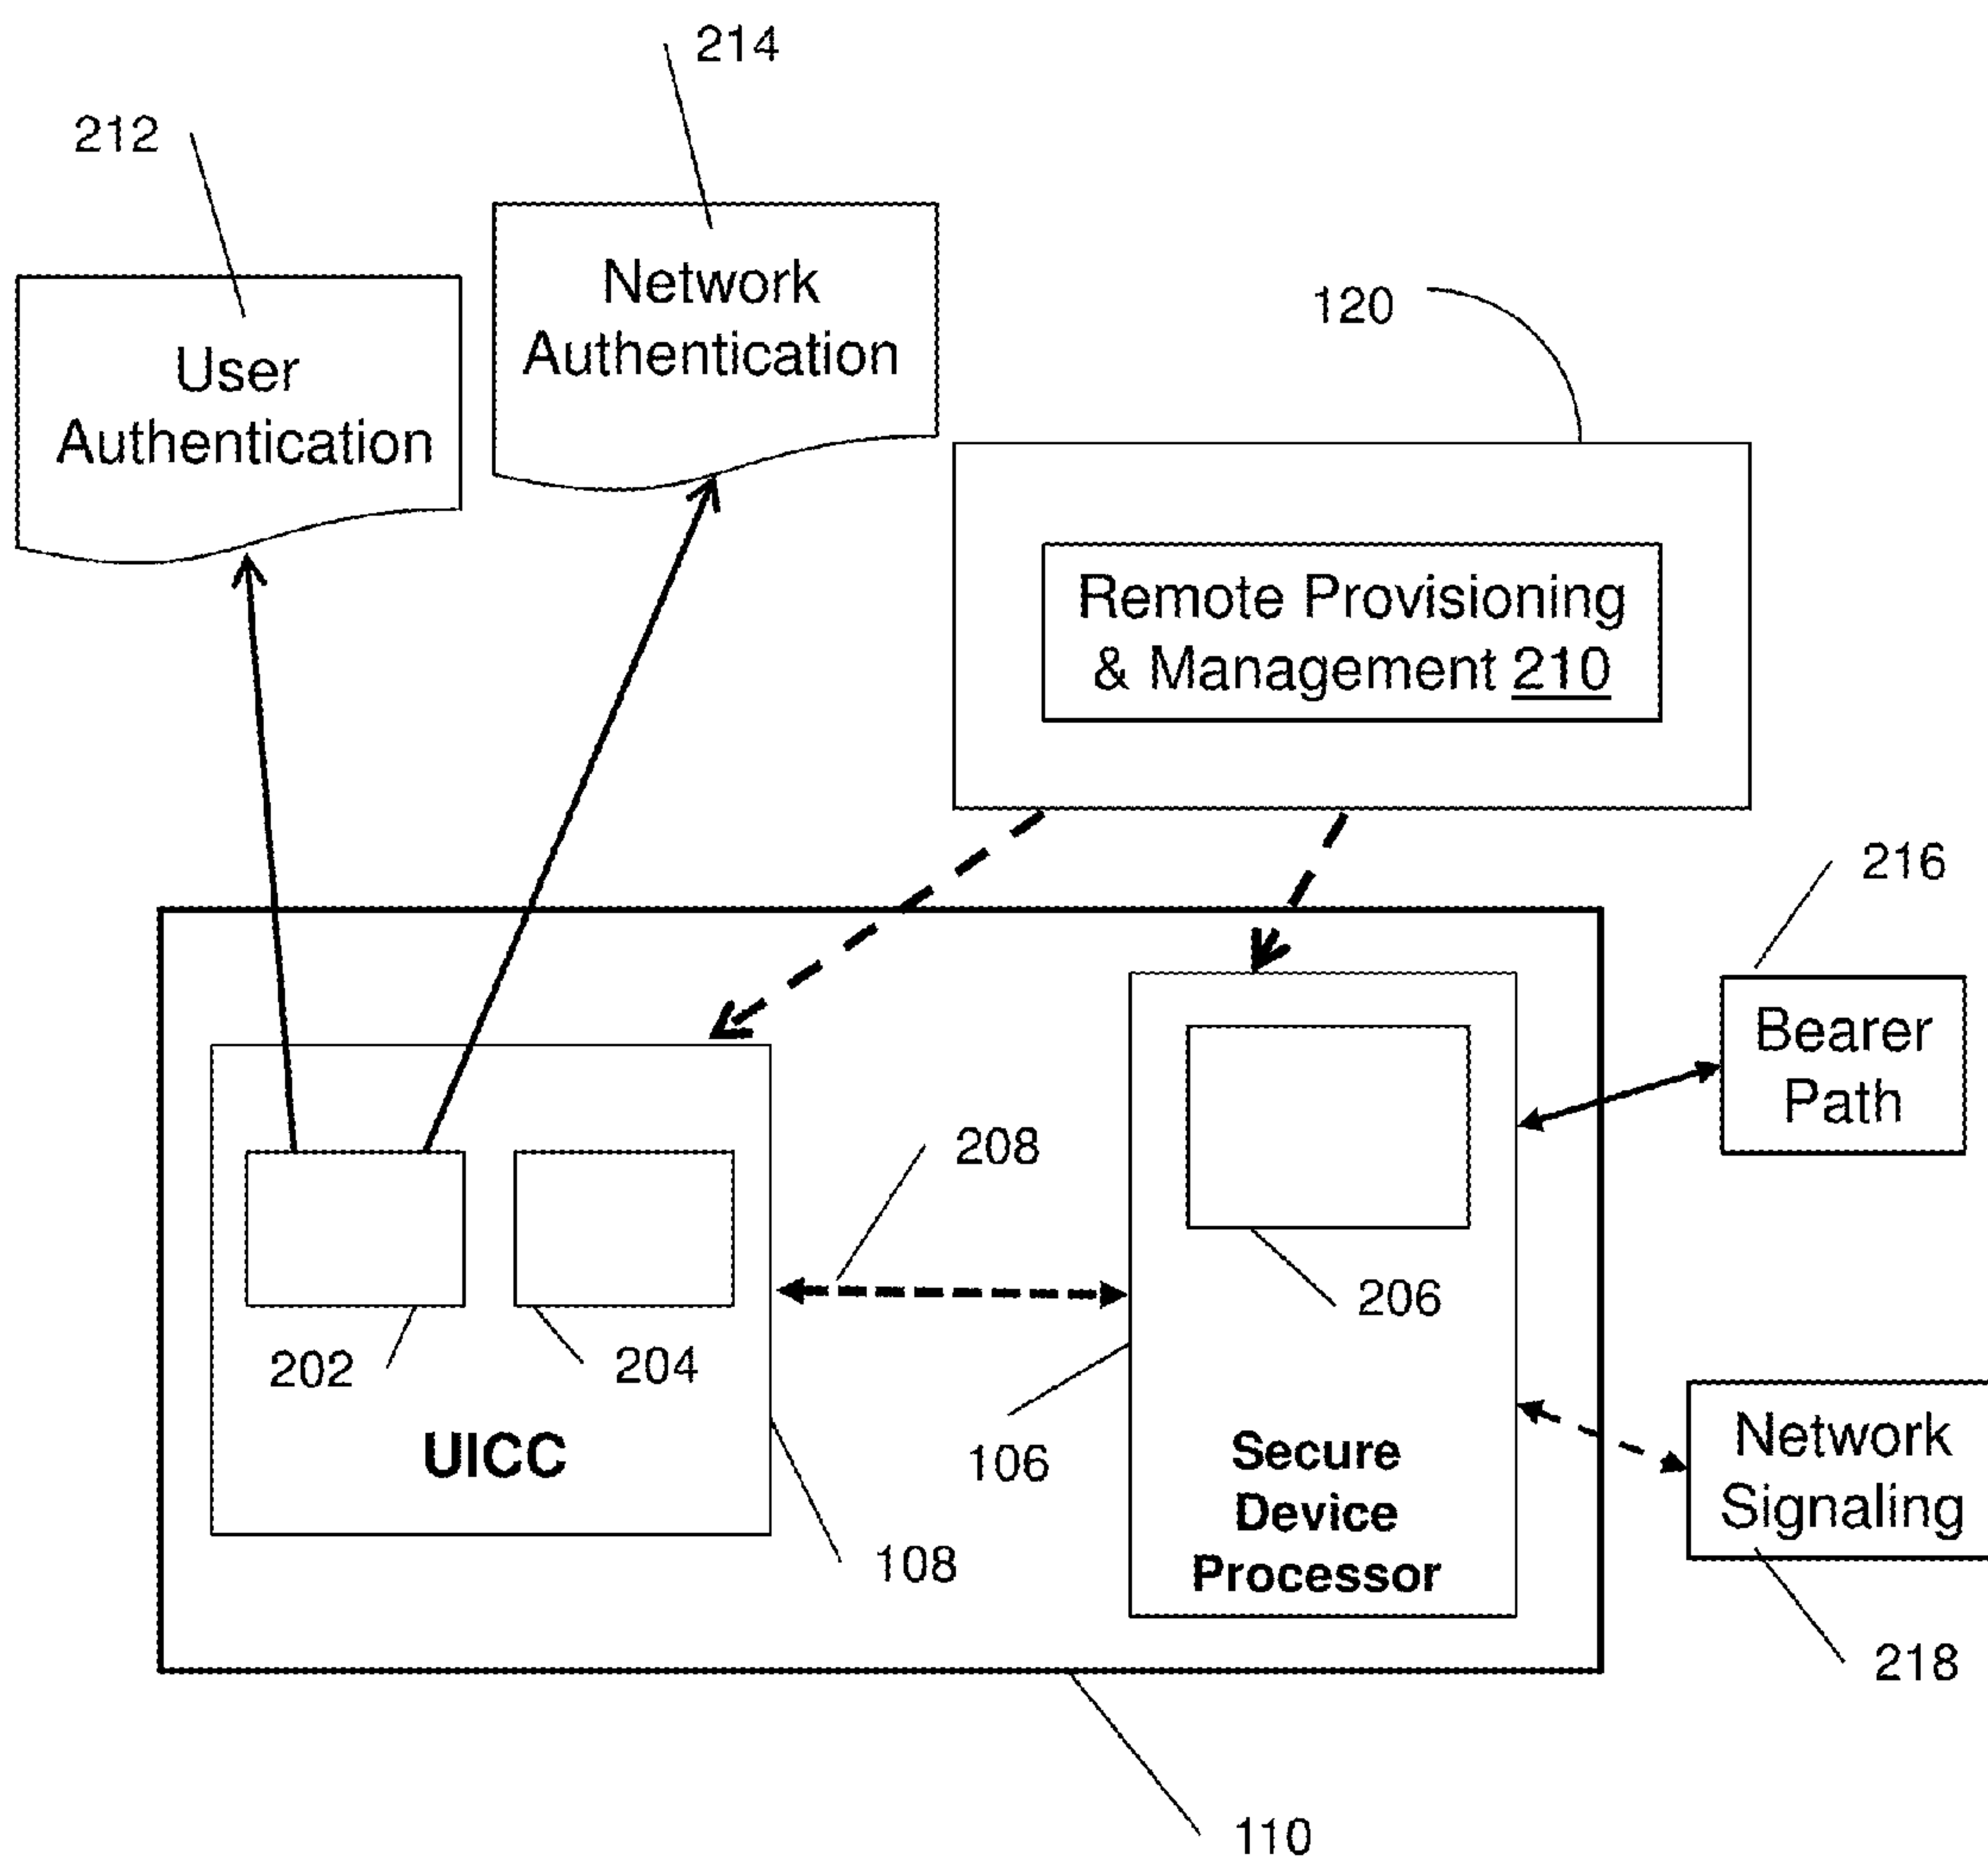 214
212
Network
Authentication
User
Authentication
120
Remote Provisioning
& Management 210
216
Bearer
Path
208
206
202
204
UICC
106
Secure
Device
Processor
Network
Signaling
108
218
110